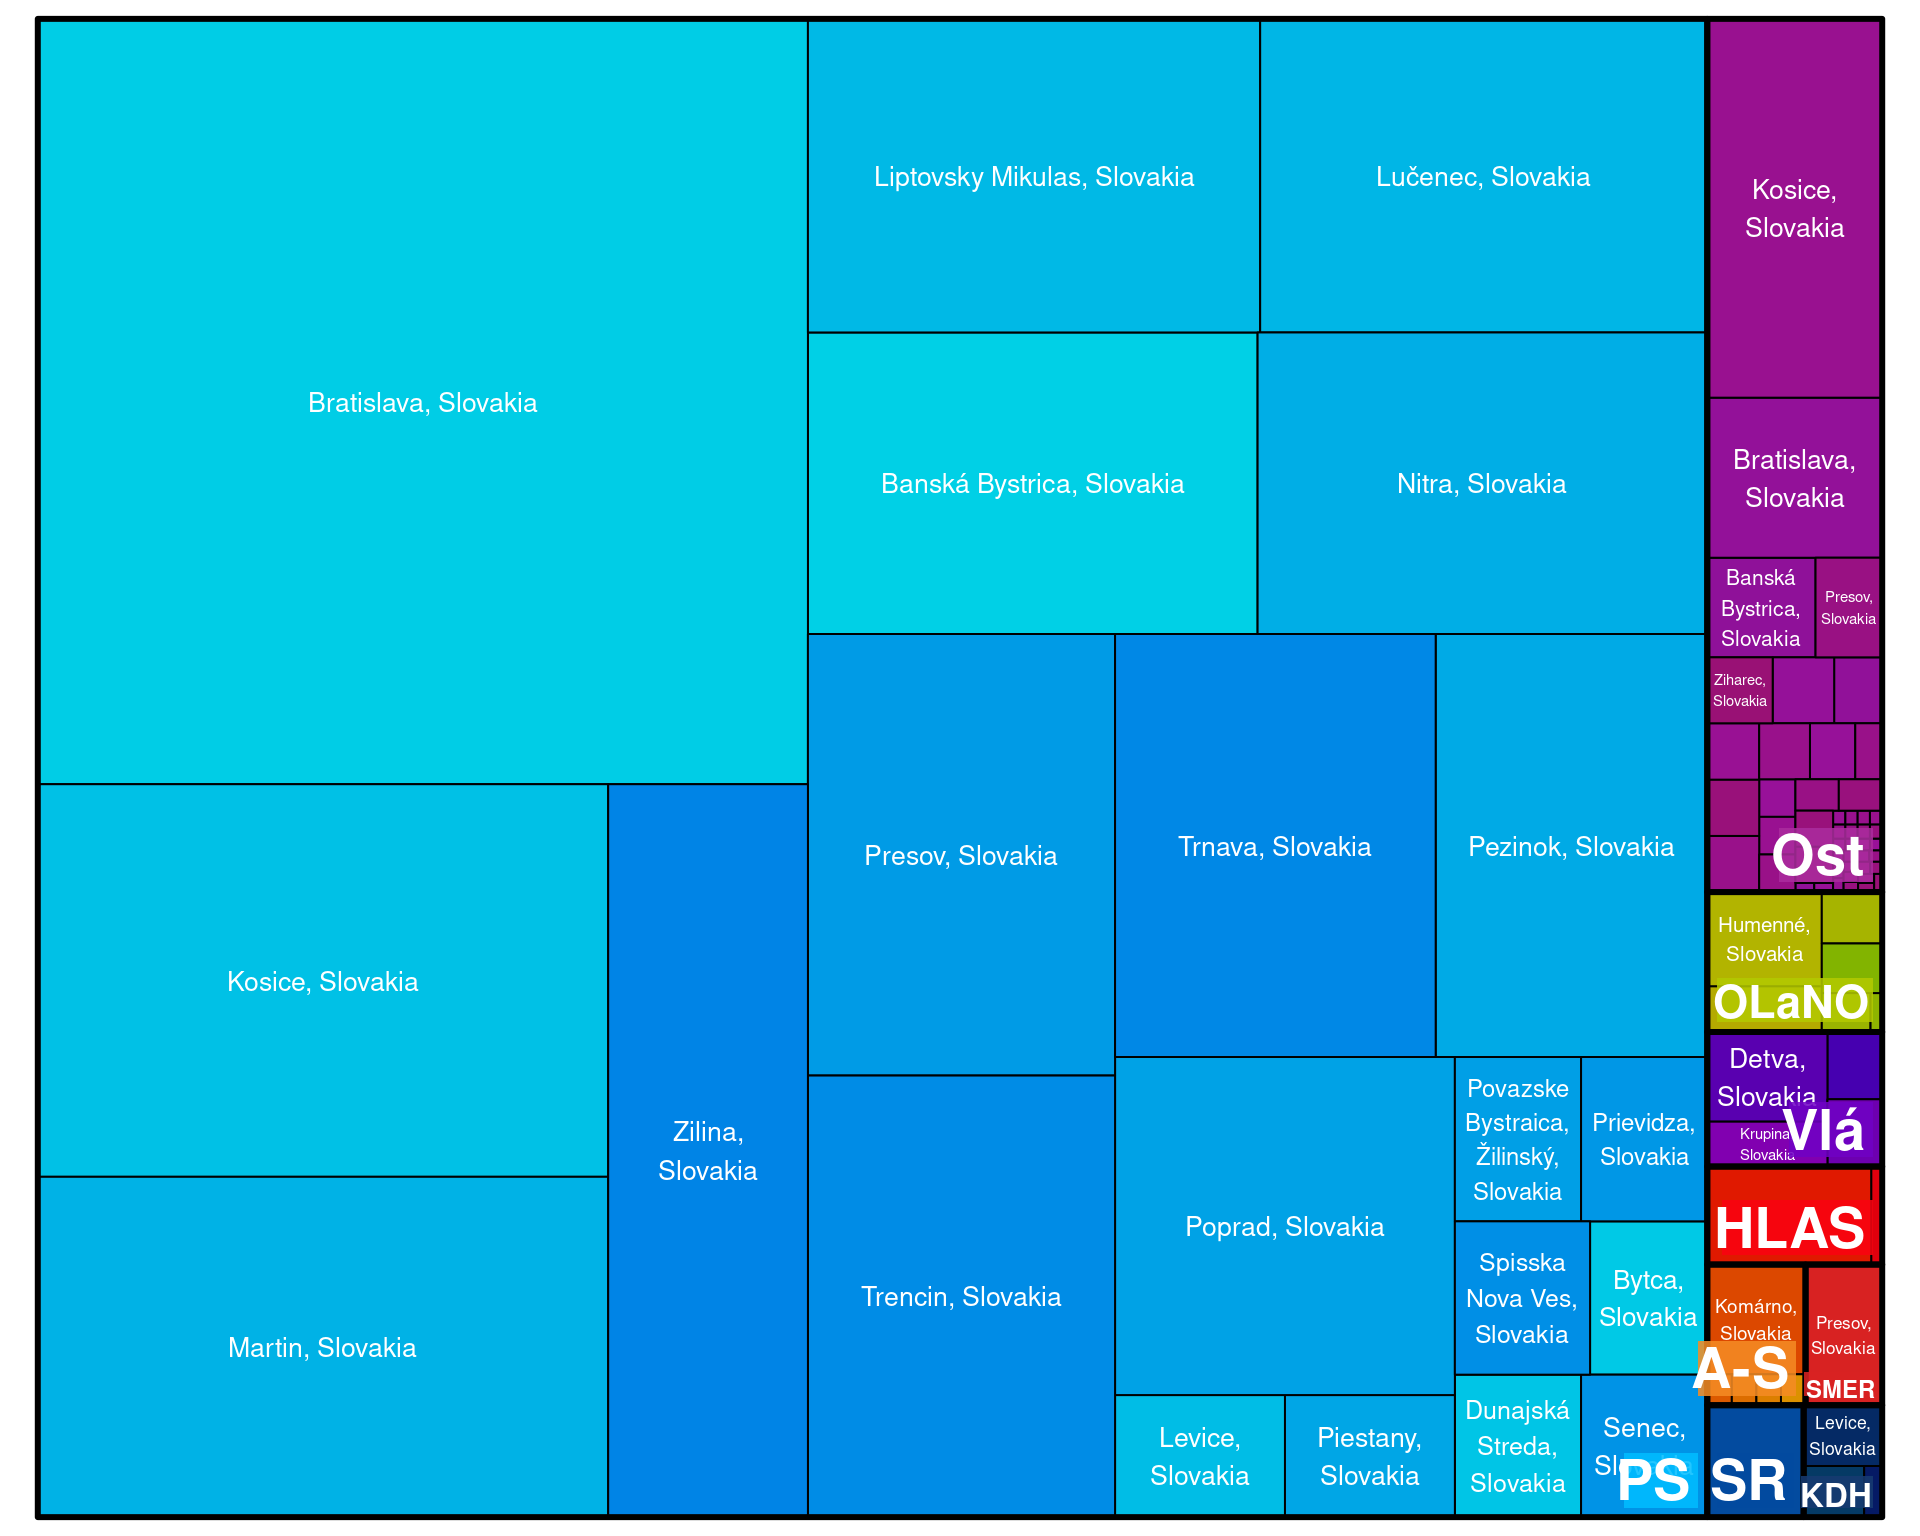 Bratislava, Slovakia
Liptovsky Mikulas, Slovakia
Lučenec, Slovakia
Banská Bystrica, Slovakia
Nitra, Slovakia
Kosice, Slovakia
Martin, Slovakia
Zilina,
Slovakia
Presov, Slovakia
Trencin, Slovakia
Trnava, Slovakia
Pezinok, Slovakia
Poprad, Slovakia
Levice,
Slovakia
Piestany,
Slovakia
Povazske
Bystraica,
Žilinský,
Slovakia
Prievidza,
Slovakia
Spisska
Nova Ves,
Slovakia
Bytca,
Slovakia
Dunajská
Streda,
Slovakia
Senec,
Slovakia
PS
Kosice,
Slovakia
Bratislava,
Slovakia
Banská
Bystrica,
Slovakia
Presov,
Slovakia
Ziharec,
Slovakia
Ost
Humenné,
Slovakia
OLaNO
Detva,
Slovakia
Krupina
Slovakia
Vlá
HLAS
Komárno,
Slovakia
A-S
Presov,
Slovakia
SMER
SR
Levice,
Slovakia
KDH